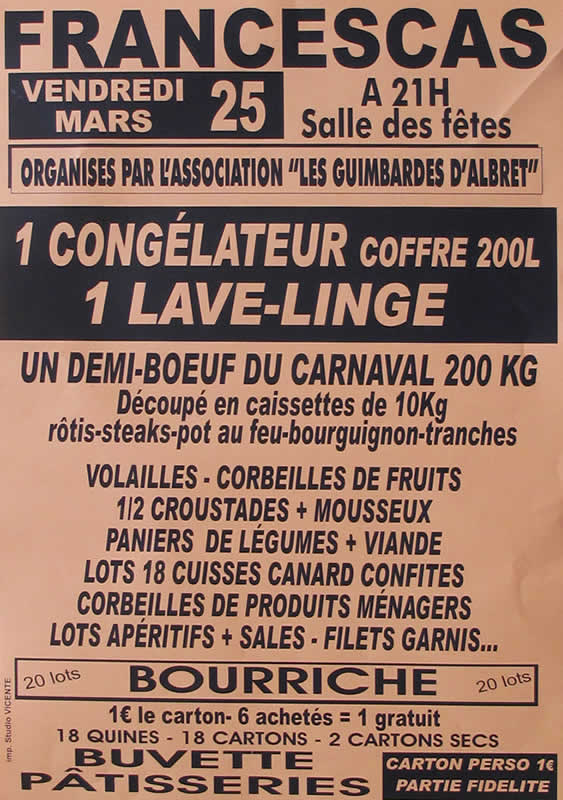 FRANCESCAS
VENDREDI 25
MARS
A 21H
Salle des fêtes
ORGANISES PAR L'ASSOCIATION "LES GUIMBARDES D'ALBRET"
1 CONGÉLATEUR COFFRE 200L
1 LAVE-LINGE
UN DEMI-BOEUF DU CARNAVAL 200 KG
Découpé en caissettes de 10Kg
rôtis-steaks-pot au feu-bourguignon-tranches
VOLAILLES - CORBEILLES DE FRUITS
1/2 CROUSTADES + MOUSSEUX
PANIERS DE LÉGUMES + VIANDE
LOTS 18 CUISSES CANARD CONFITES
CORBEILLES DE PRODUITS MÉNAGERS
LOTS APÉRITIFS + SALES - FILETS GARNIS...
20 lots BOURRICHE 20 lots
1€ le carton- 6 achetés = 1 gratuit
18 QUINES - 18 CARTONS - 2 CARTONS SECS
BUVETTE
PÂTISSERIES
CARTON PERSO 1€
PARTIE FIDELITE
imp. Studio VICENTE